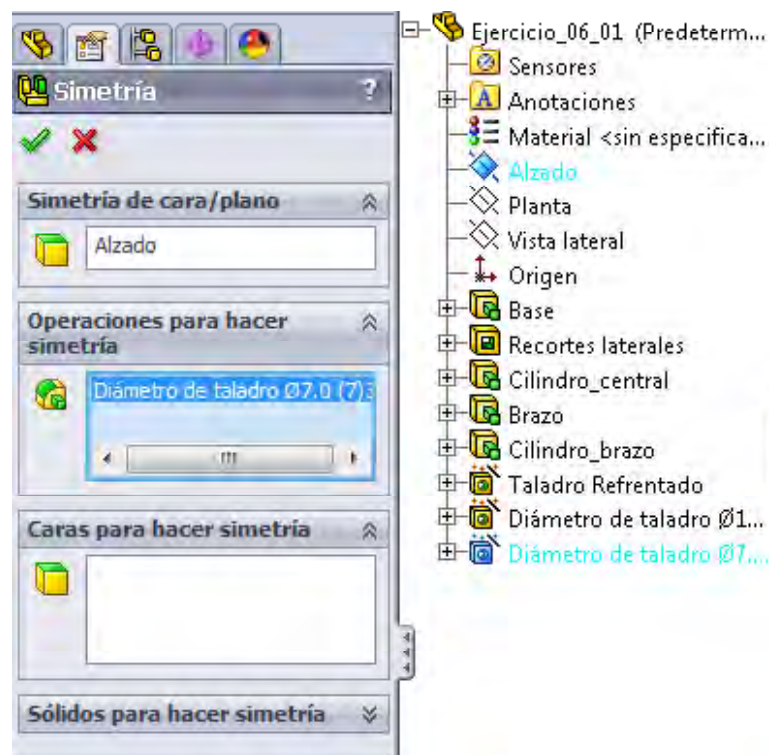 Simetría
?
Simetría de cara/plano
Alzado
Operaciones para hacer
simetría
Diámetro de taladro Ø7.0 (7)
Caras para hacer simetría
Sólidos para hacer simetría
Ejercicio_06_01 (Predeterm...
Sensores
A Anotaciones
Material <sin especifica...
Alzado
Planta
Vista lateral
Origen
Base
Recortes laterales
Cilindro_central
Brazo
Cilindro_brazo
Taladro Refrentado
Diámetro de taladro Ø1...
Diámetro de taladro Ø7....